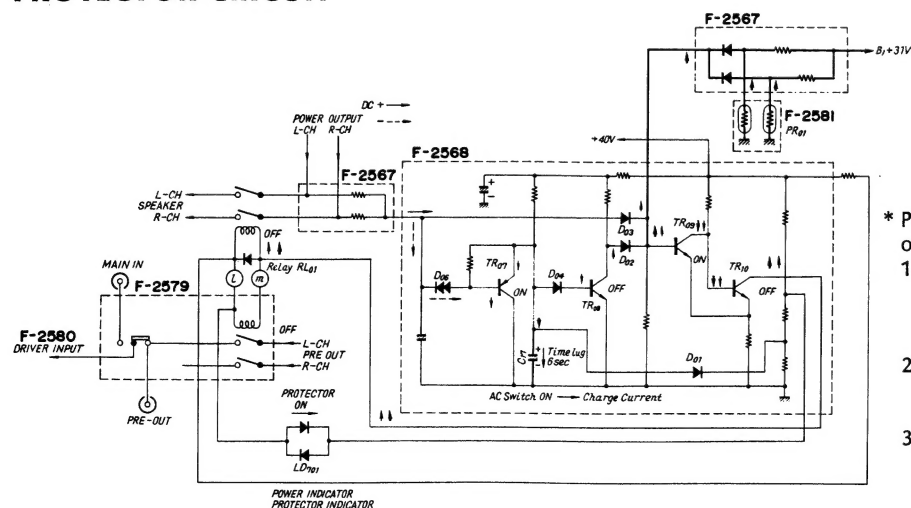 F-2567
B₁+31V
F-2581
PR01
DC +
POWER OUTPUT
L-CH R-CH
+40V
F-2568
F-2567
L-CH
SPEAKER
R-CH
OFF
Relay RL01
l
m
MAIN IN
F-2579
F-2580
DRIVER INPUT
OFF
L-CH
PRE OUT
R-CH
PRE-OUT
PROTECTOR
ON
LD701
POWER INDICATOR
PROTECTOR INDICATOR
+
-
D03
D02
TR09
ON
TR10
OFF
D06
TR07
ON
D04
OFF
TR08
+
-
Time lug
6sec
D01
AC Switch ON → Charge Current
* P
o
1
2
3